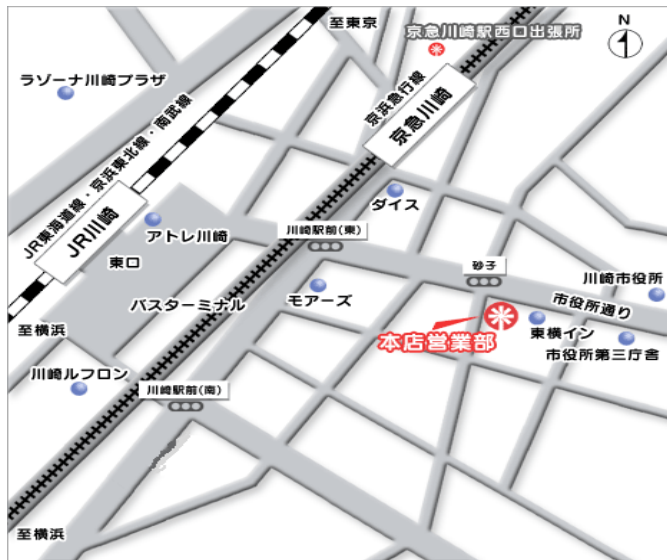 至東京
N
京急川崎駅西口出張所
ラゾーナ川崎プラザ
JR東海道線・京浜東北線・南武線
京浜急行線
京急川崎
ダイス
JR川崎
アトレ川崎
川崎駅前(東)
東口
砂子
川崎市役所
バスターミナル
モアーズ
市役所通り
至横浜
本店営業部
東横イン
市役所第三庁舎
川崎ルフロン
川崎駅前(南)
至横浜